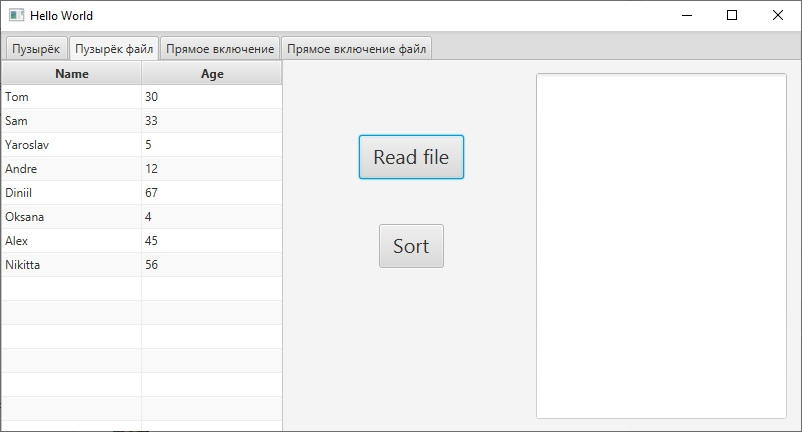 Hello World
Пузырёк Пузырёк файл Прямое включение Прямое включение файл
Name Age
Tom 30
Sam 33
Yaroslav 5
Andre 12
Diniil 67
Oksana 4
Alex 45
Nikitta 56
Read file
Sort